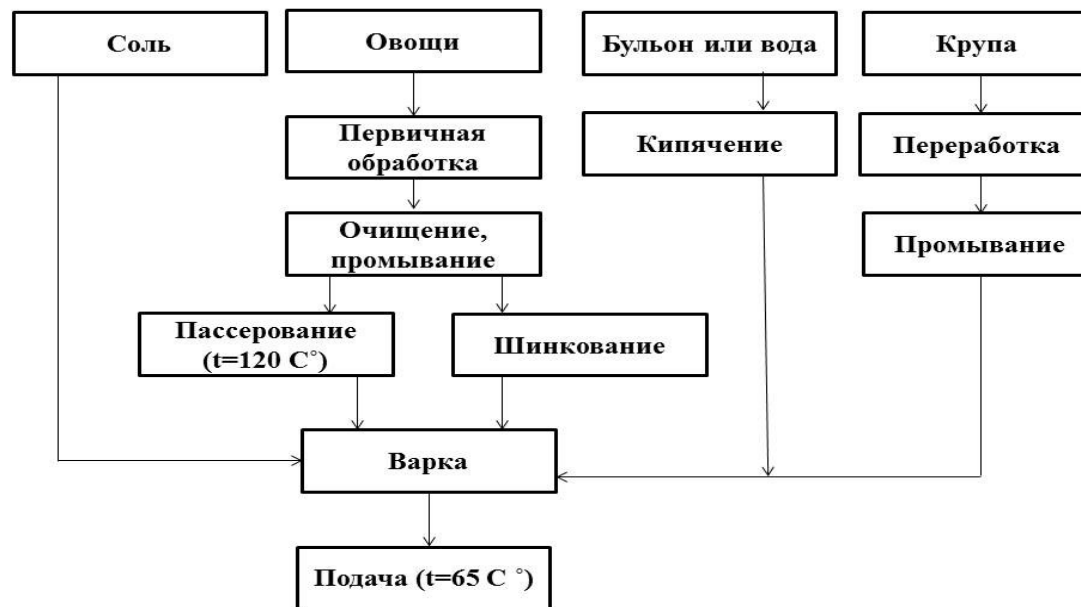 Соль
Овощи
Бульон или вода
Крупа
Первичная
обработка
Кипячение
Переработка
Очищение,
промывание
Промывание
Пассерование
(t=120 С˚)
Шинкование
Варка
Подача (t=65 С ˚)